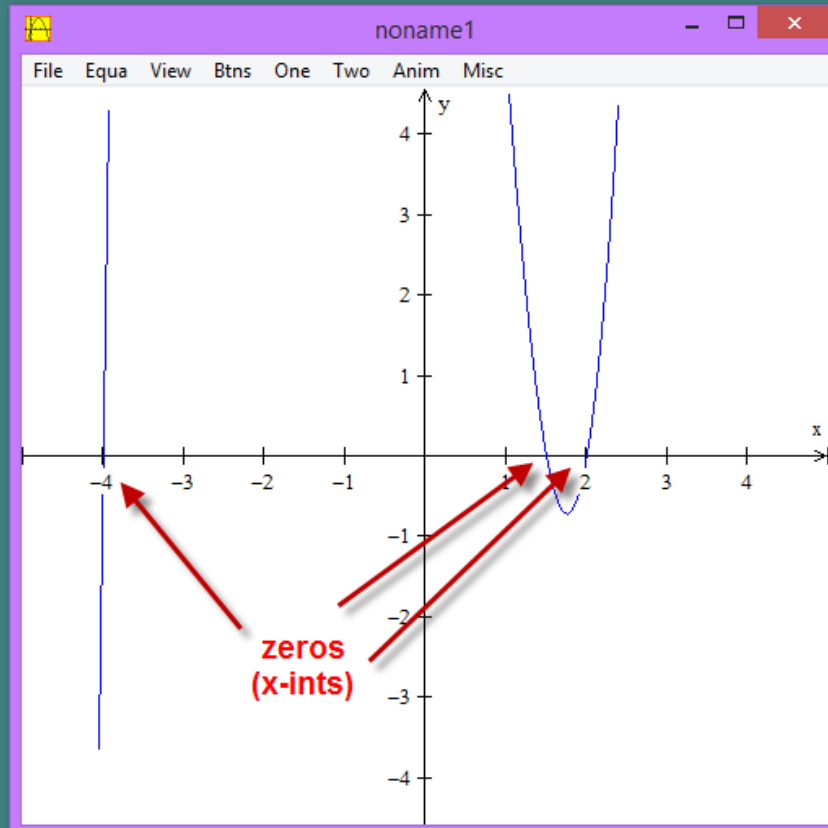 noname1
File Equa View Btns One Two Anim Misc
y
4
3
2
1
x
−4 −3 −2 −1 1 2 3 4
−1
−2
zeros
(x-ints)
−3
−4